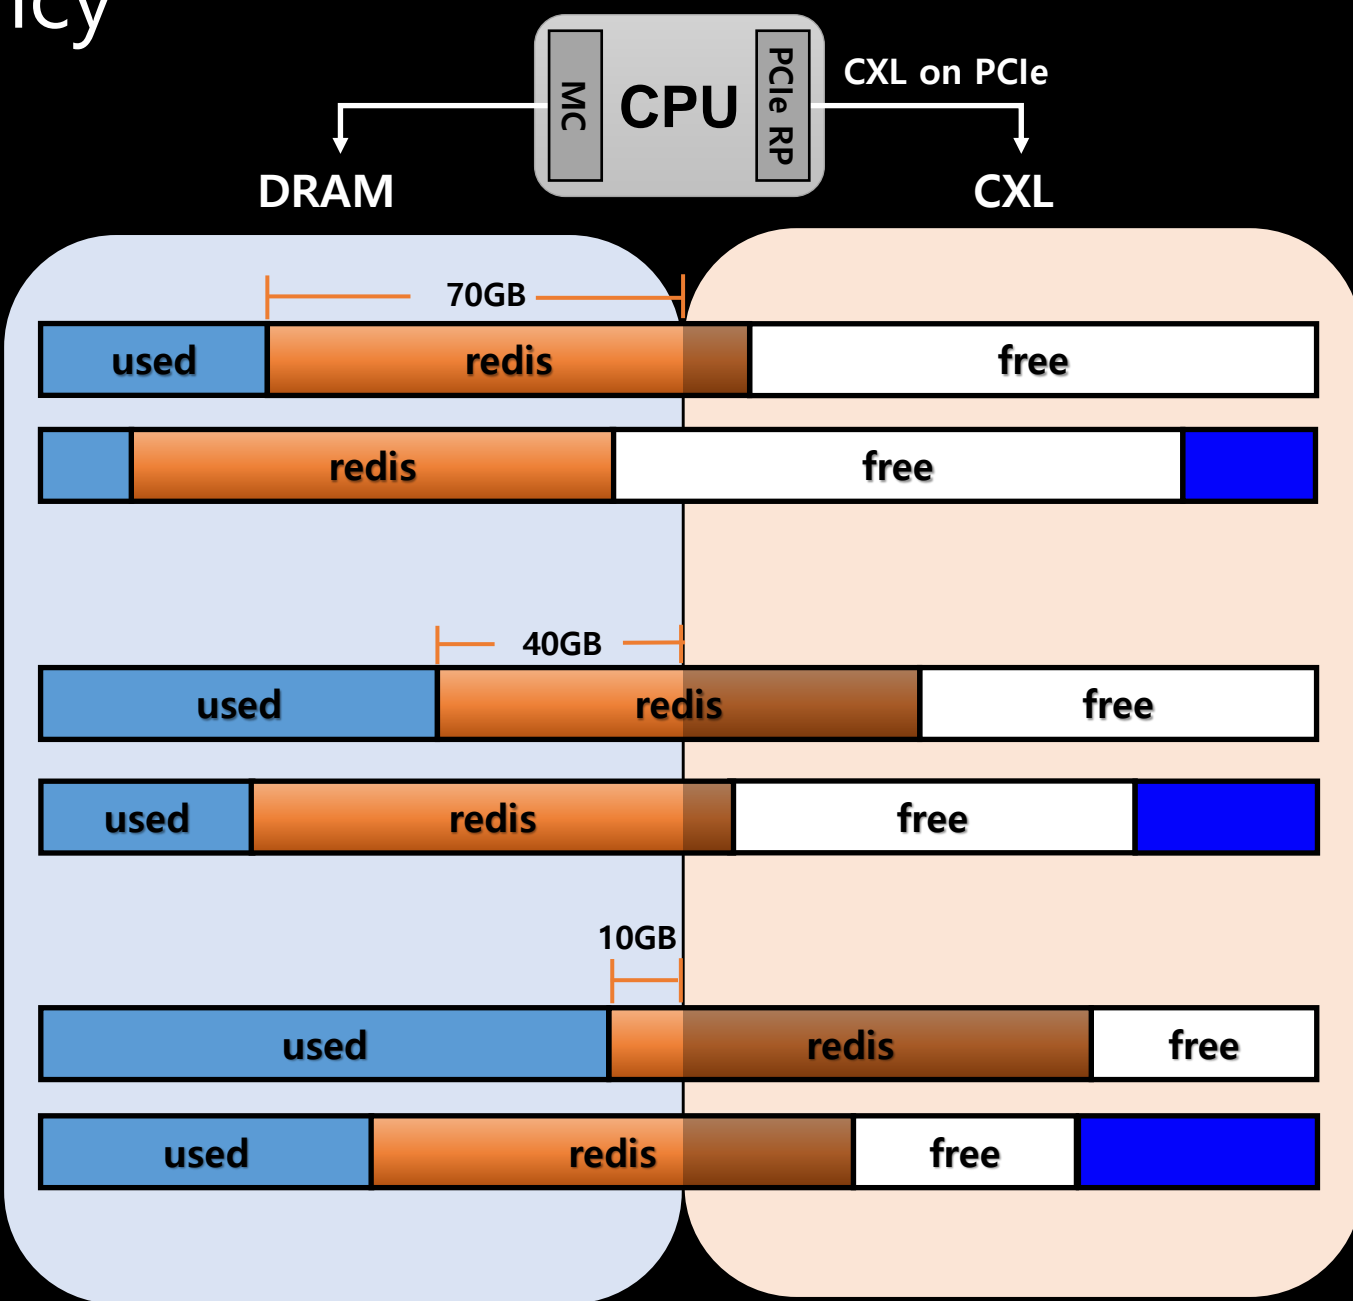 icy
MC
CPU
PCIe RP
CXL on PCIe
DRAM
CXL
70GB
used
redis
free
redis
free
40GB
used
redis
free
used
redis
free
10GB
used
redis
free
used
redis
free